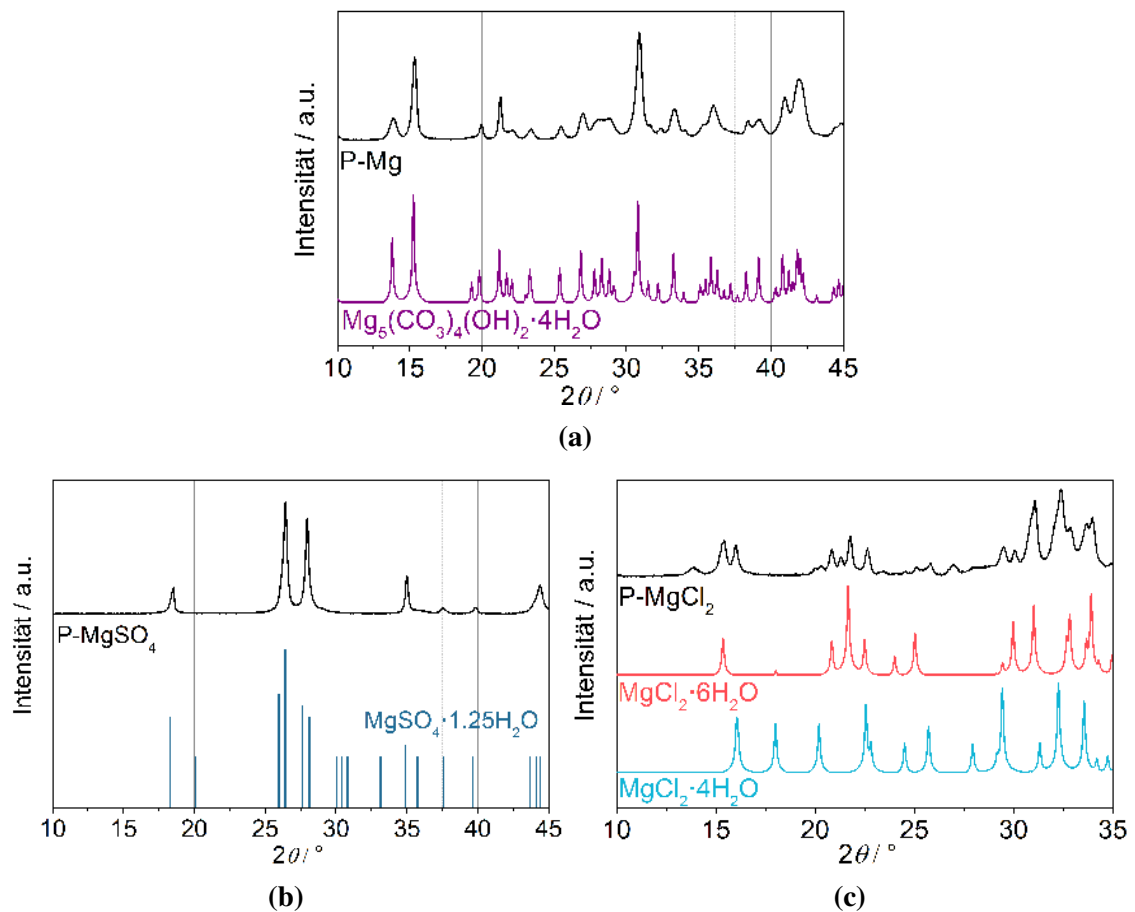 Intensität / a.u.
P-Mg
Mg₅(CO₃)₄(OH)₂·4H₂O
10 15 20 25 30 35 40 45
2θ / °
(a)
Intensität / a.u.
P-MgSO₄
MgSO₄·1.25H₂O
10 15 20 25 30 35 40 45
2θ / °
(b)
Intensität / a.u.
P-MgCl₂
MgCl₂·6H₂O
MgCl₂·4H₂O
10 15 20 25 30 35
2θ / °
(c)